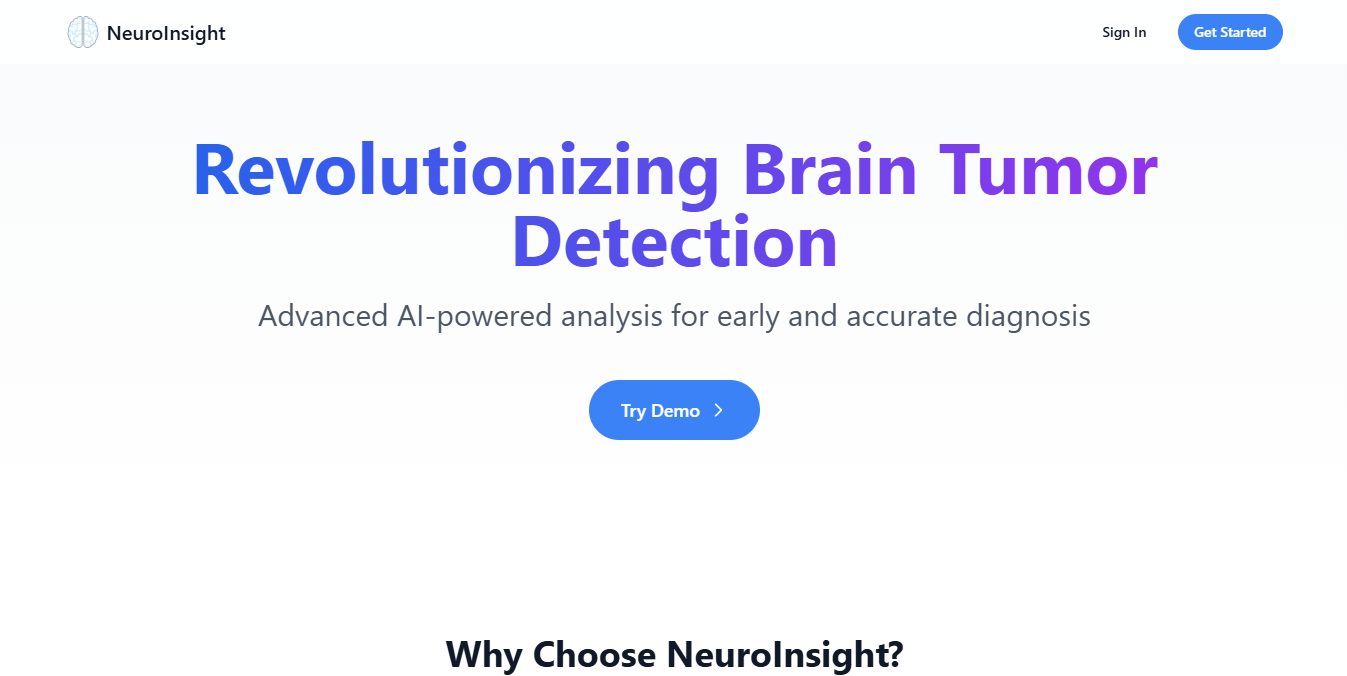 NeuroInsight
Sign In
Get Started
Revolutionizing Brain Tumor
Detection
Advanced AI-powered analysis for early and accurate diagnosis
Try Demo
Why Choose NeuroInsight?